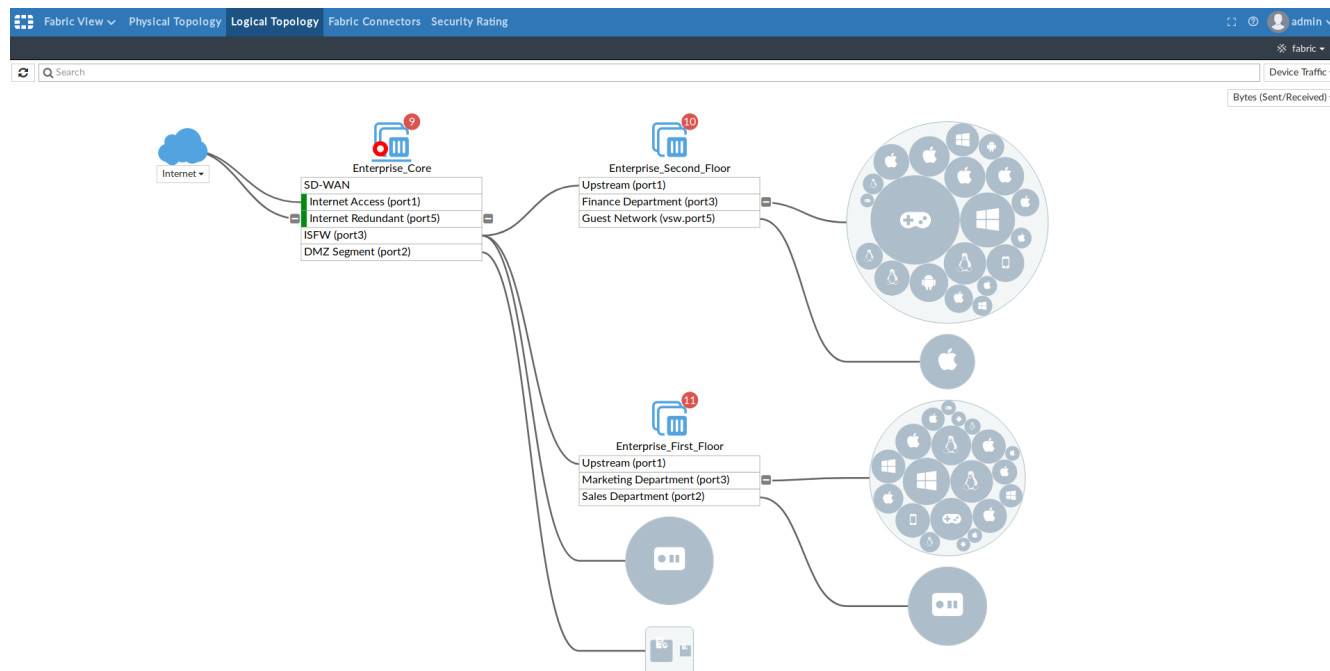 Fabric View Physical Topology Logical Topology Fabric Connectors Security Rating admin
fabric
Search Device Traffic
Bytes (Sent/Received)
Internet
9
Enterprise_Core
SD-WAN
Internet Access (port1)
Internet Redundant (port5)
ISFW (port3)
DMZ Segment (port2)
10
Enterprise_Second_Floor
Upstream (port1)
Finance Department (port3)
Guest Network (vsw.port5)
11
Enterprise_First_Floor
Upstream (port1)
Marketing Department (port3)
Sales Department (port2)